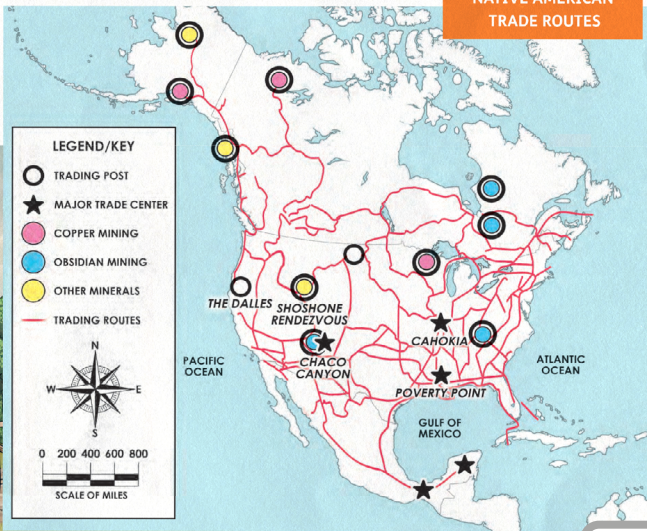 NATIVE AMERICAN
TRADE ROUTES
LEGEND/KEY
TRADING POST
MAJOR TRADE CENTER
COPPER MINING
OBSIDIAN MINING
OTHER MINERALS
TRADING ROUTES
N
W
E
S
0 200 400 600 800
SCALE OF MILES
THE DALLES
SHOSHONE
RENDEZVOUS
CHACO
CANYON
CAHOKIA
POVERTY POINT
PACIFIC
OCEAN
ATLANTIC
OCEAN
GULF OF
MEXICO